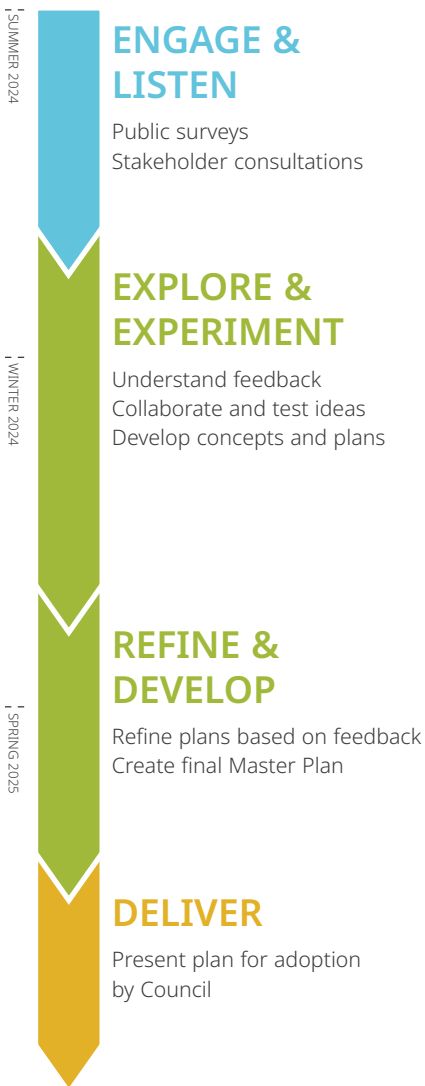 SUMMER 2024
ENGAGE &
LISTEN
Public surveys
Stakeholder consultations
EXPLORE &
EXPERIMENT
WINTER 2024
Understand feedback
Collaborate and test ideas
Develop concepts and plans
REFINE &
DEVELOP
SPRING 2025
Refine plans based on feedback
Create final Master Plan
DELIVER
Present plan for adoption
by Council